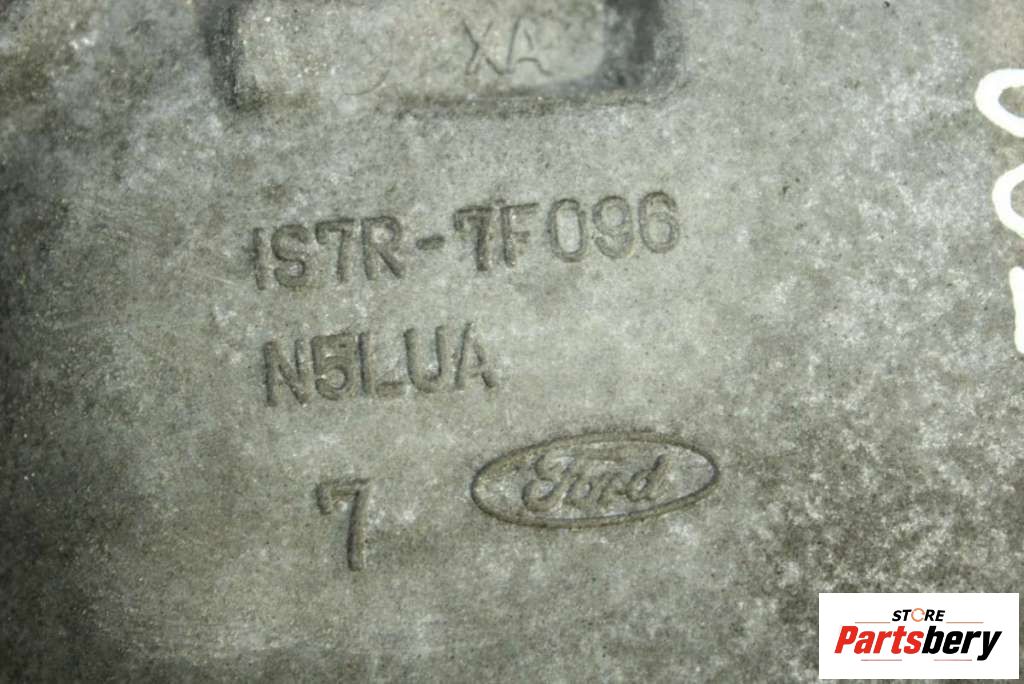 XA
1S7R-7F096
N5LUA
7
Ford
STORE
Partsbery